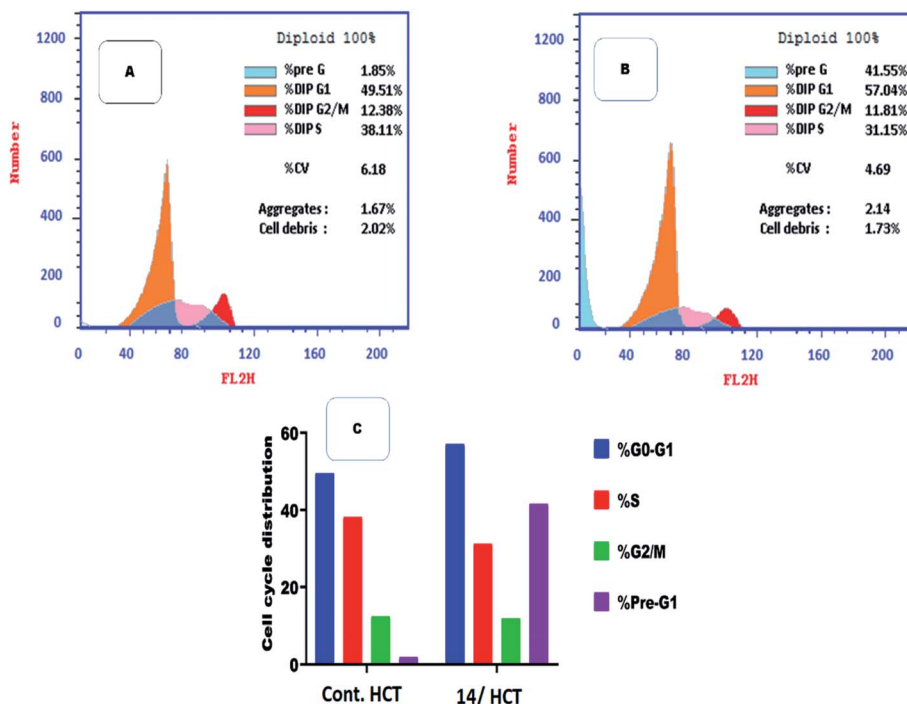 A
Diploid 100%
%pre G 1.85%
%DIP G1 49.51%
%DIP G2/M 12.38%
%DIP S 38.11%
%CV 6.18
Aggregates : 1.67%
Cell debris : 2.02%
Number
1200
800
600
400
200
0
0 40 80 120 160 200
FL2H
B
Diploid 100%
%pre G 41.55%
%DIP G1 57.04%
%DIP G2/M 11.81%
%DIP S 31.15%
%CV 4.69
Aggregates : 2.14
Cell debris : 1.73%
Number
1200
800
600
400
200
0
0 40 80 120 160 200
FL2H
C
Cell cycle distribution
60
40
20
0
Cont. HCT 14/ HCT
%G0-G1
%S
%G2/M
%Pre-G1